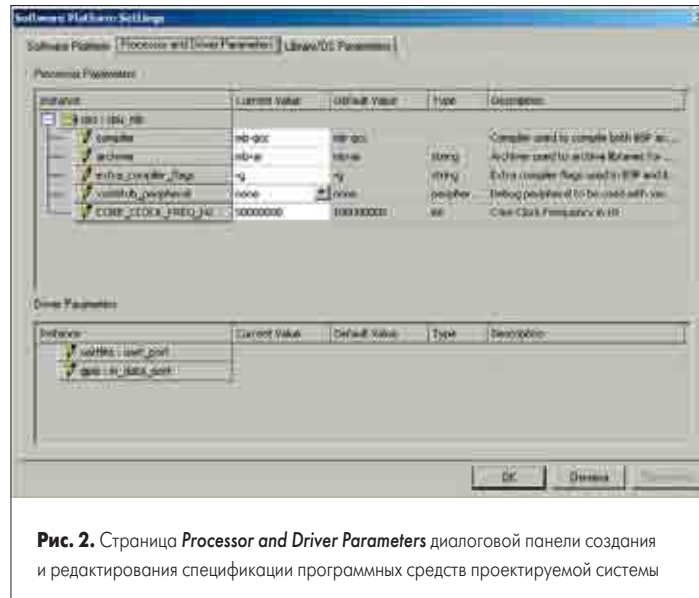 Software Platform Settings
Software Platform Processor and Driver Parameters Library/OS Parameters
Processor Parameters
Instance Current Value Default Value Type Description
compiler mb-gcc mb-gcc Compiler used to compile both BSP
archiver mb-ar mb-ar string Archiver used to archive libraries for
extra_compiler_flags -g -g string Extra compiler flags used in BSP and
xmdstub_peripheral none none peripher... Debug peripheral to be used with
CORE_CLOCK_FREQ_HZ 50000000 100000000 int Core Clock Frequency in Hz
Driver Parameters
Instance Current Value Default Value Type Description
uartlite : uart_port
gpio : in_data_port
OK Отмена
Рис. 2. Страница Processor and Driver Parameters диалоговой панели создания
и редактирования спецификации программных средств проектируемой системы